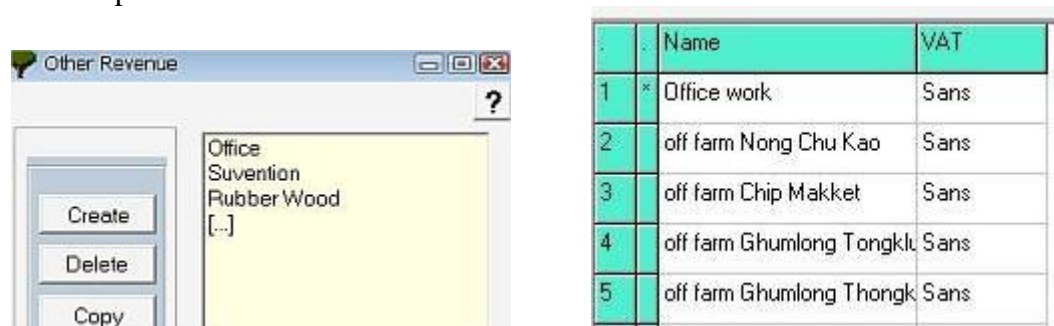 Other Revenue
?
Office
Suvention
Rubber Wood
[...]
Create
Delete
Copy
. . Name VAT
1 * Office work Sans
2 off farm Nong Chu Kao Sans
3 off farm Chip Makket Sans
4 off farm Ghumlong Tongklu Sans
5 off farm Ghumlong Thongk Sans